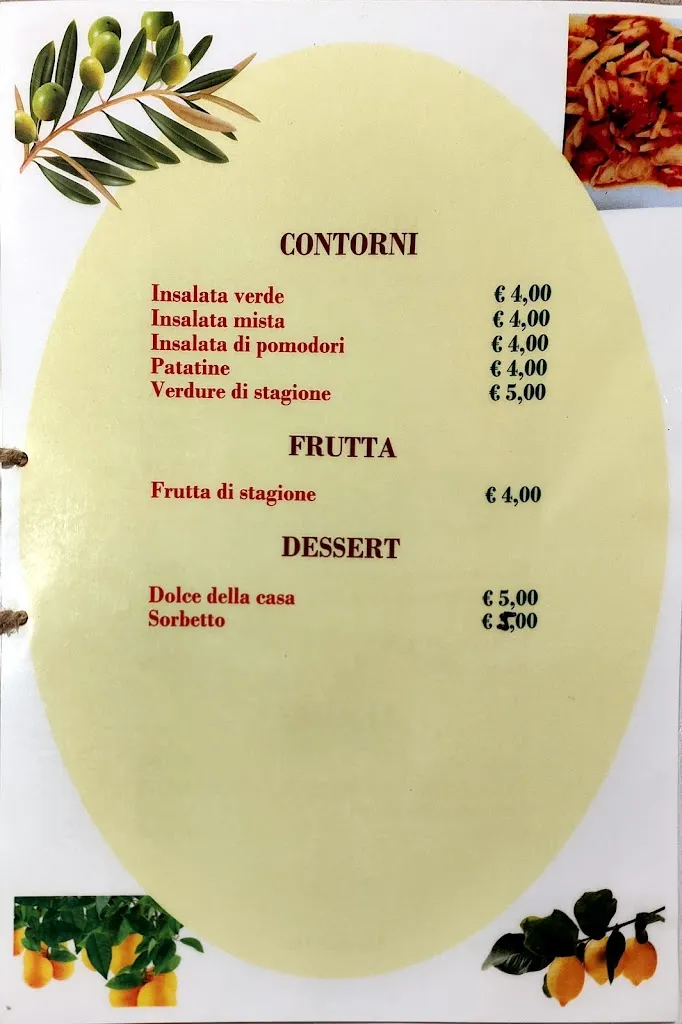 CONTORNI
Insalata verde € 4,00
Insalata mista € 4,00
Insalata di pomodori € 4,00
Patatine € 4,00
Verdure di stagione € 5,00
FRUTTA
Frutta di stagione € 4,00
DESSERT
Dolce della casa € 5,00
Sorbetto € 5,00